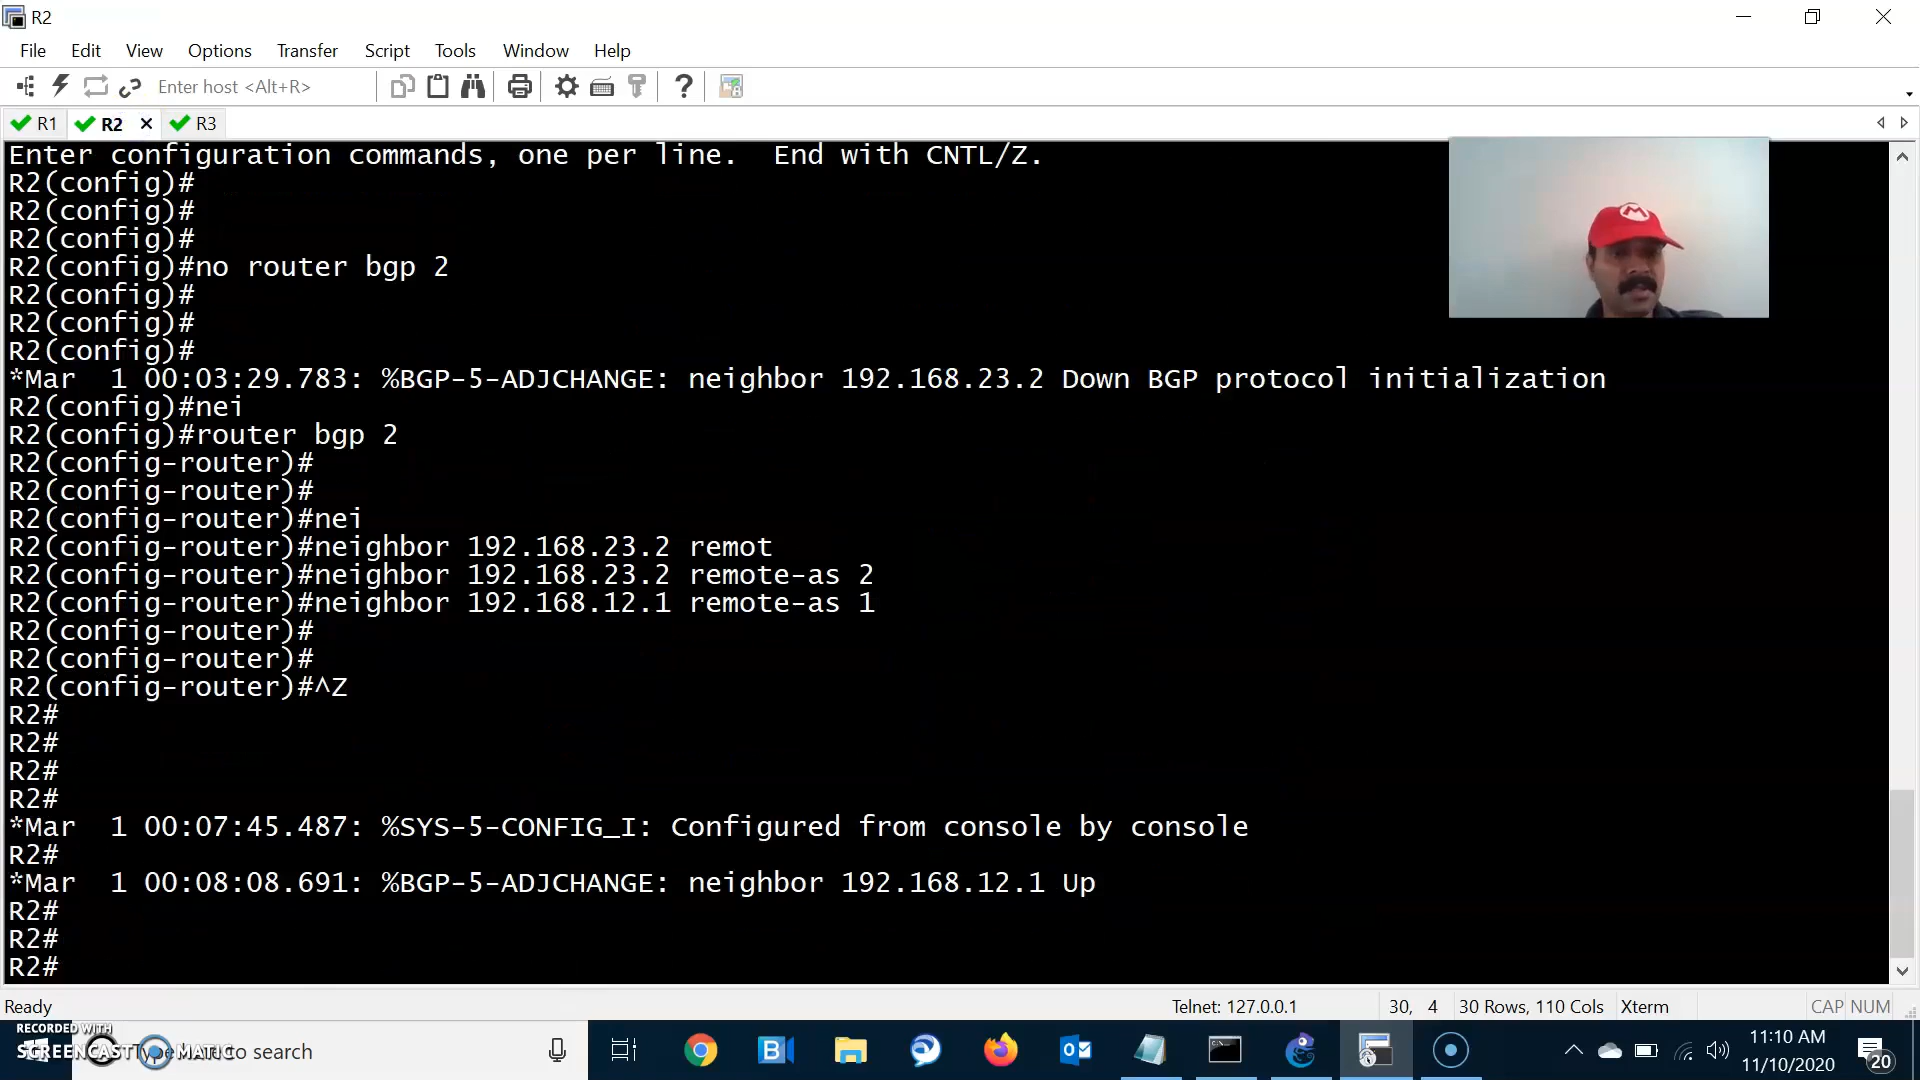 R2
File Edit View Options Transfer Script Tools Window Help
Enter host <Alt+R>
R1 R2 R3
Enter configuration commands, one per line.  End with CNTL/Z.
R2(config)#
R2(config)#
R2(config)#
R2(config)#no router bgp 2
R2(config)#
R2(config)#
R2(config)#
*Mar  1 00:03:29.783: %BGP-5-ADJCHANGE: neighbor 192.168.23.2 Down BGP protocol initialization
R2(config)#nei
R2(config)#router bgp 2
R2(config-router)#
R2(config-router)#
R2(config-router)#nei
R2(config-router)#neighbor 192.168.23.2 remot
R2(config-router)#neighbor 192.168.23.2 remote-as 2
R2(config-router)#neighbor 192.168.12.1 remote-as 1
R2(config-router)#
R2(config-router)#
R2(config-router)#^Z
R2#
R2#
R2#
R2#
*Mar  1 00:07:45.487: %SYS-5-CONFIG_I: Configured from console by console
R2#
*Mar  1 00:08:08.691: %BGP-5-ADJCHANGE: neighbor 192.168.12.1 Up
R2#
R2#
R2#
Ready Telnet: 127.0.0.1 30, 4 30 Rows, 110 Cols Xterm CAP NUM
RECORDED WITH
SCREENCAST MATIC
to search
11:10 AM
11/10/2020
20